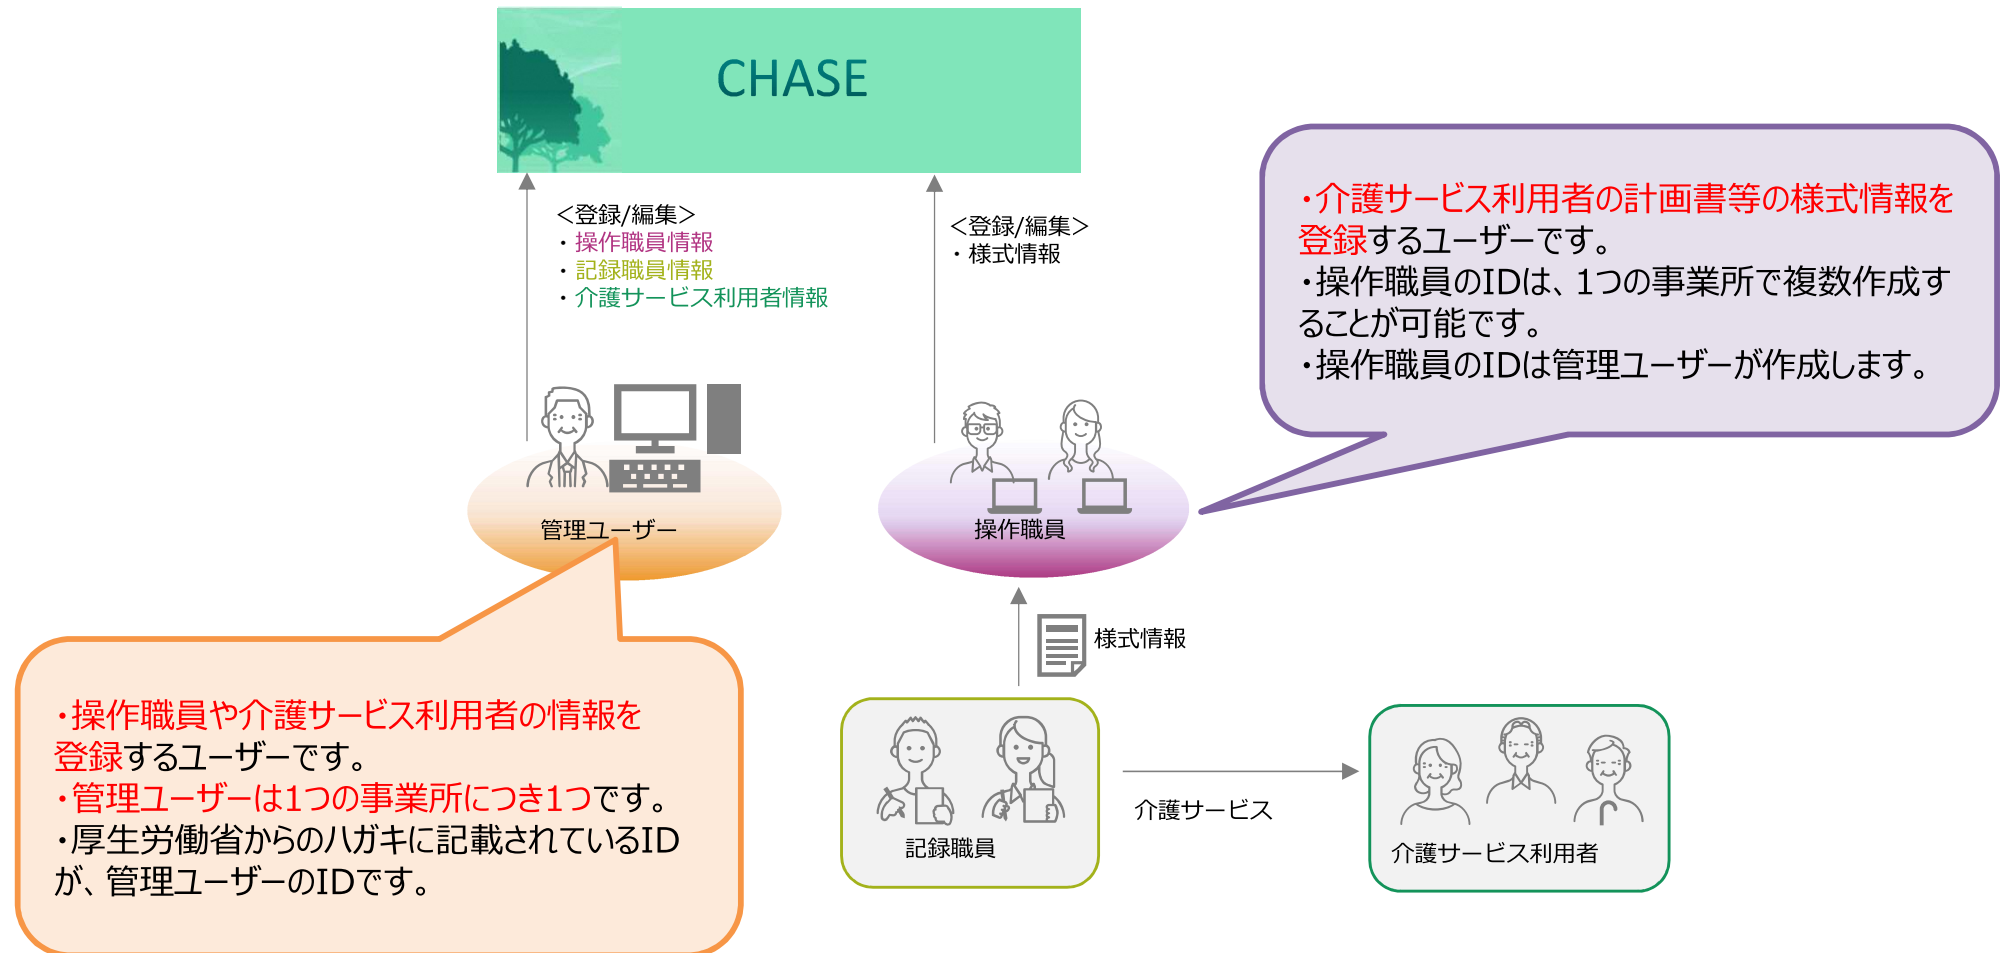 CHASE
＜登録/編集＞
・操作職員情報
・記録職員情報
・介護サービス利用者情報
＜登録/編集＞
・様式情報
・介護サービス利用者の計画書等の様式情報を
登録するユーザーです。
・操作職員のIDは、1つの事業所で複数作成す
ることが可能です。
・操作職員のIDは管理ユーザーが作成します。
管理ユーザー
操作職員
様式情報
・操作職員や介護サービス利用者の情報を
登録するユーザーです。
・管理ユーザーは1つの事業所につき1つです。
・厚生労働省からのハガキに記載されているID
が、管理ユーザーのIDです。
記録職員
介護サービス
介護サービス利用者